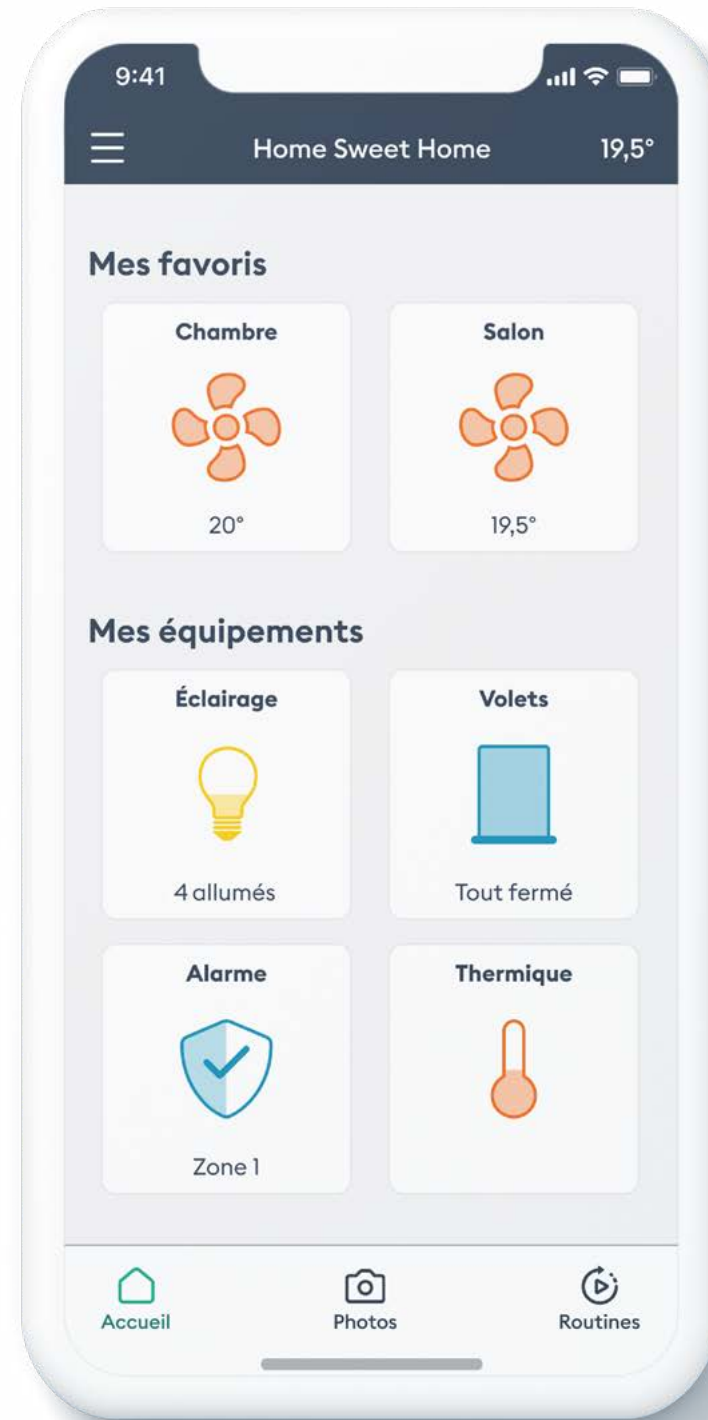 9:41
Home Sweet Home 19,5°
Mes favoris
Chambre Salon
20° 19,5°
Mes équipements
Éclairage Volets
4 allumés Tout fermé
Alarme Thermique
Zone 1
Accueil Photos Routines